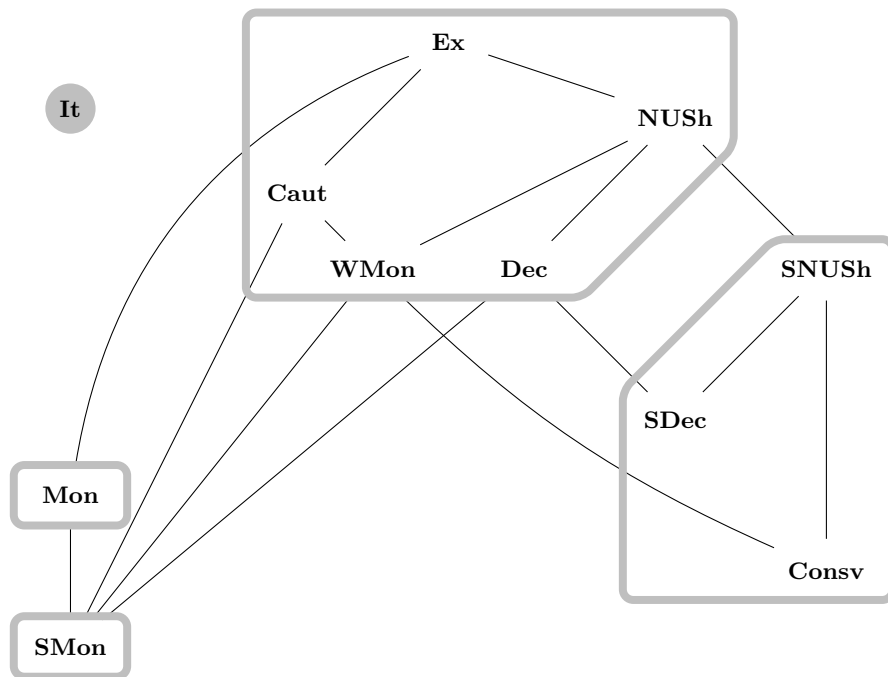 Ex
It
NUSh
Caut
WMon
Dec
SNUSh
SDec
Mon
Consv
SMon